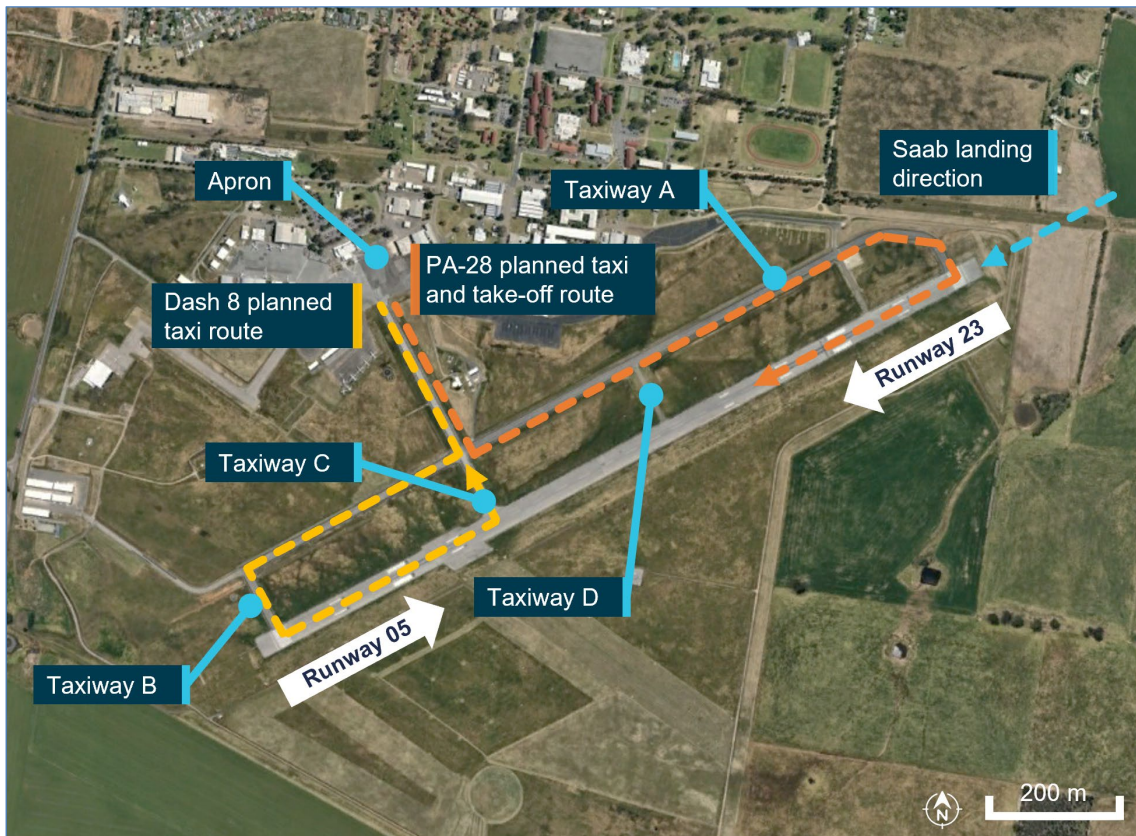 Apron
Taxiway A
Saab landing
direction
PA-28 planned taxi
and take-off route
Dash 8 planned
taxi route
Runway 23
Taxiway C
Taxiway D
Runway 05
Taxiway B
N
200 m